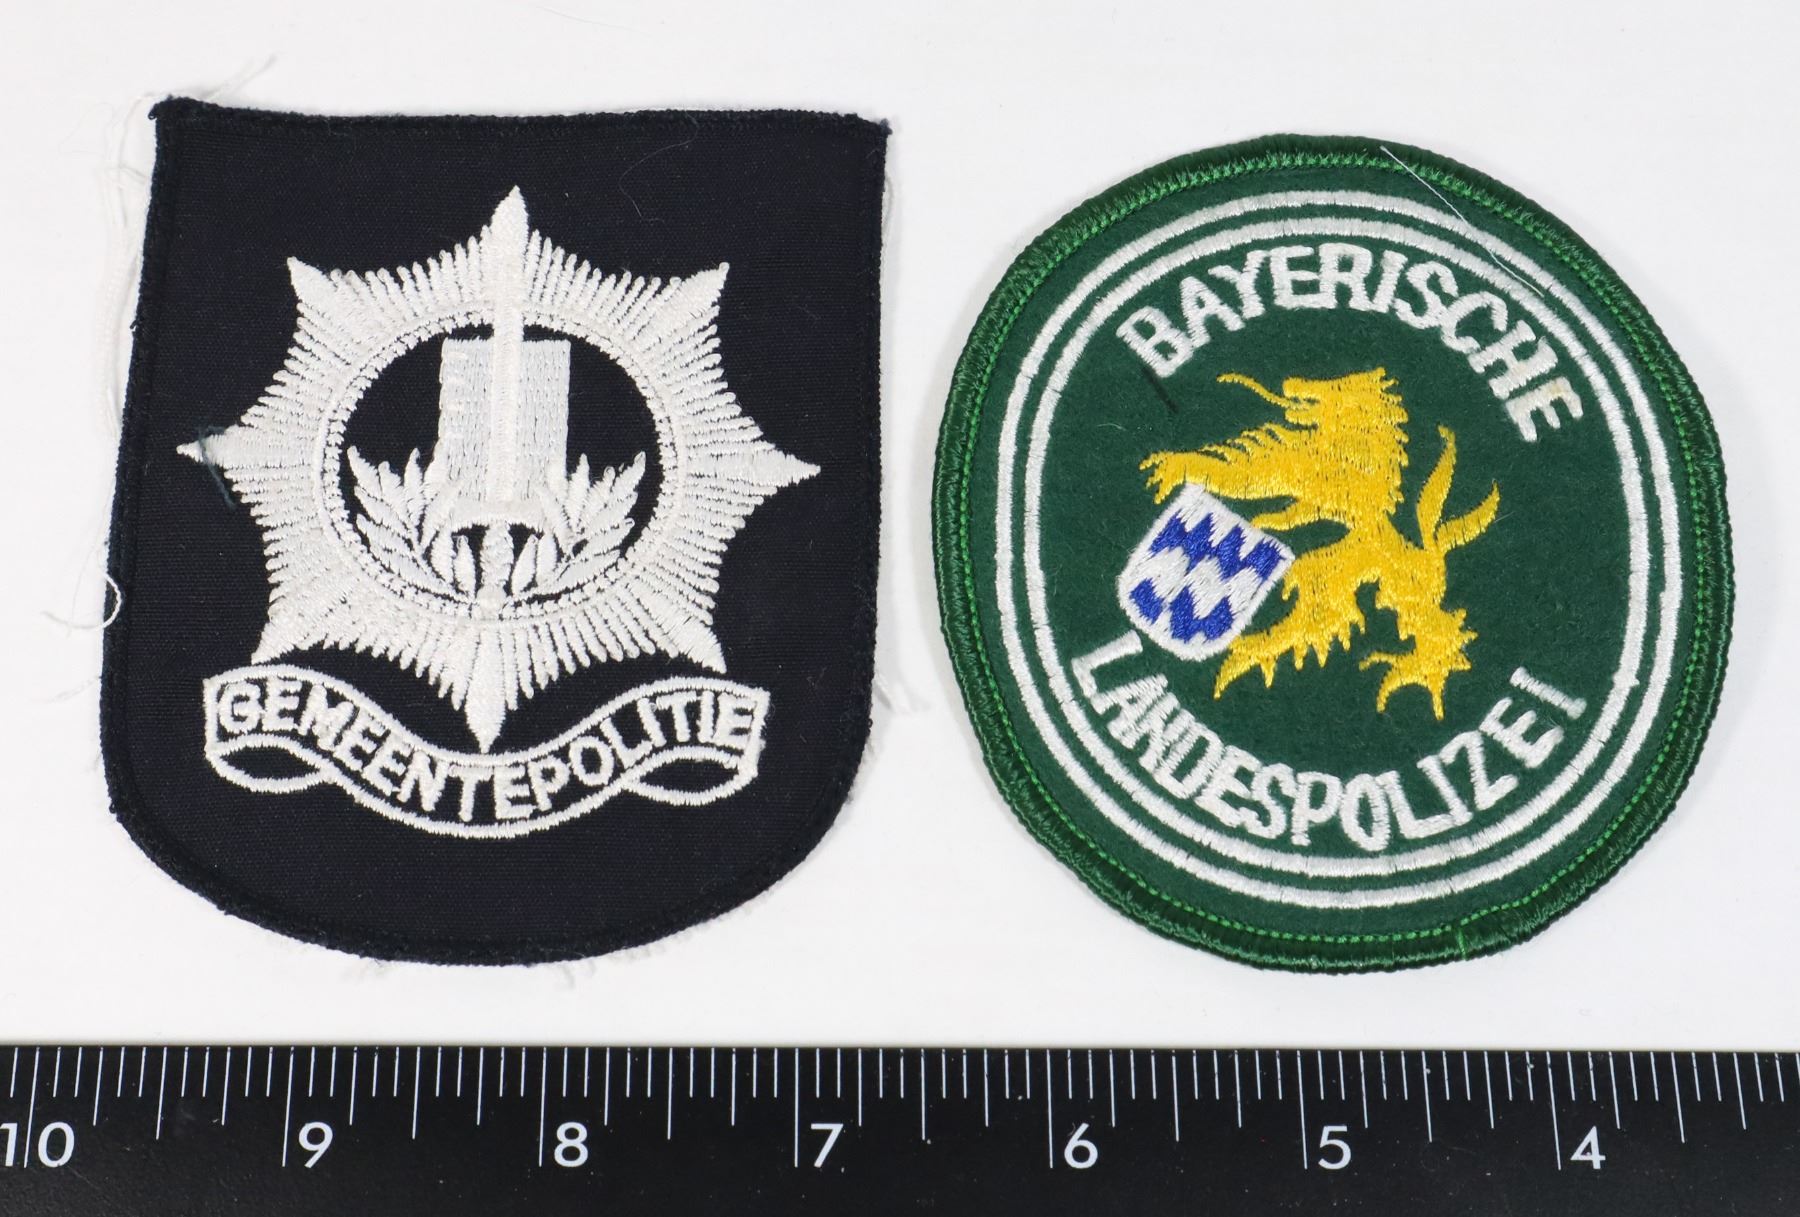 GEMEENTEPOLITIE
BAYERISCHE
LANDESPOLIZEI
10 9 8 7 6 5 4